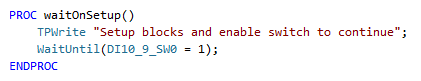 PROC waitOnSetup()
    TPWrite "Setup blocks and enable switch to continue";
    WaitUntil(DI10_9_SW0 = 1);
ENDPROC